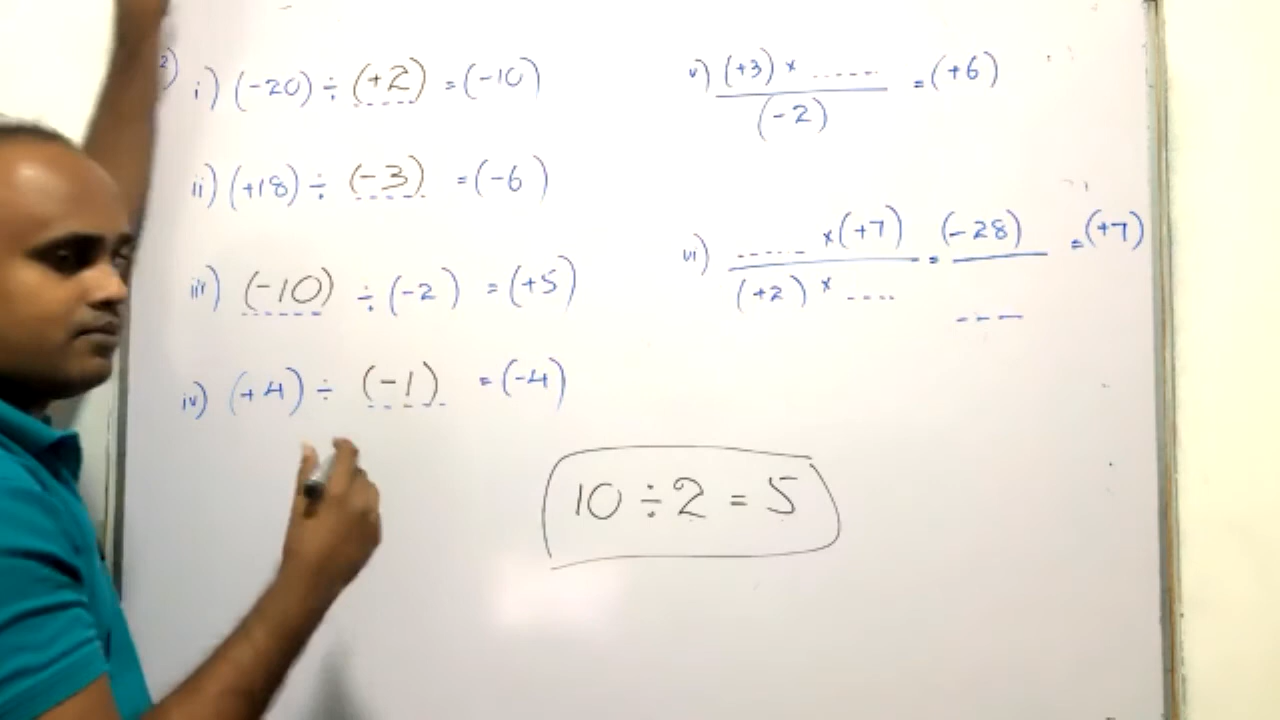 2)
i) (-20) ÷ (+2) = (-10)
ii) (+18) ÷ (-3) = (-6)
iii) (-10) ÷ (-2) = (+5)
iv) (+4) ÷ (-1) = (-4)
v) (+3) × ...... = (+6)
(-2)
vi) ...... × (+7) = (-28) = (+7)
(+2) × .... ---
10 ÷ 2 = 5